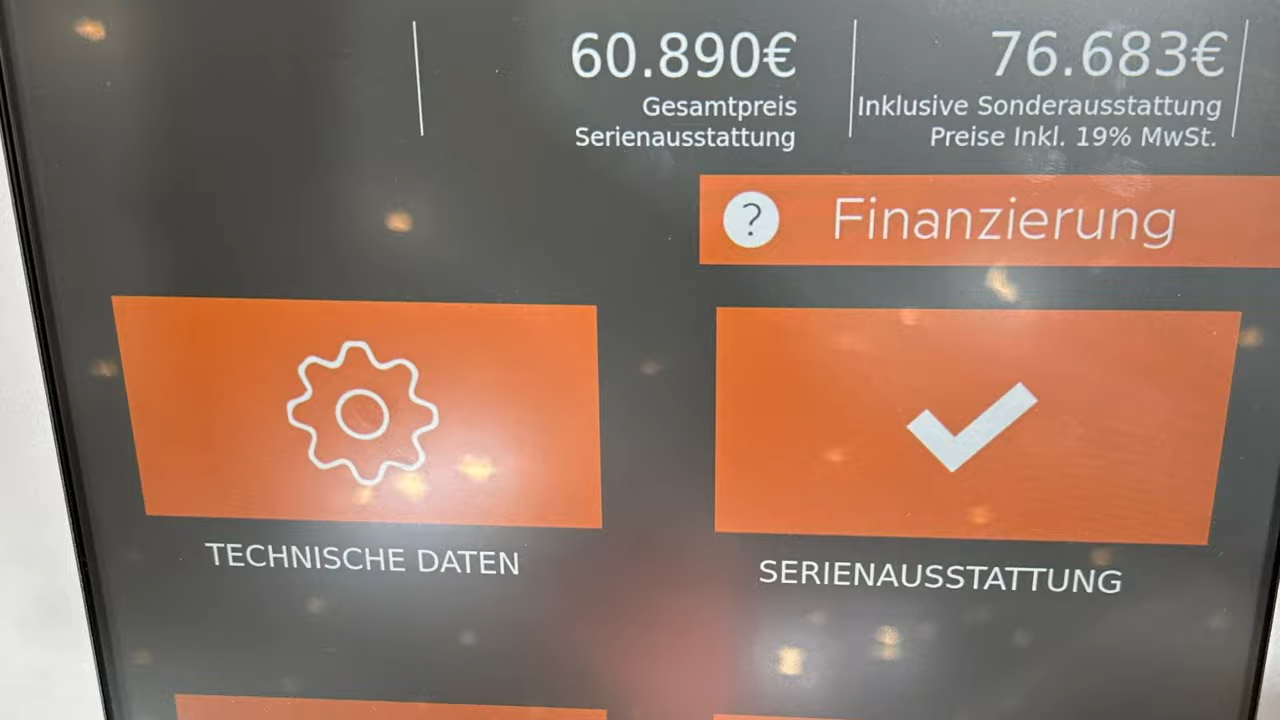 60.890€
Gesamtpreis
Serienausstattung
76.683€
Inklusive Sonderausstattung
Preise Inkl. 19% MwSt.
? Finanzierung
TECHNISCHE DATEN
SERIENAUSSTATTUNG